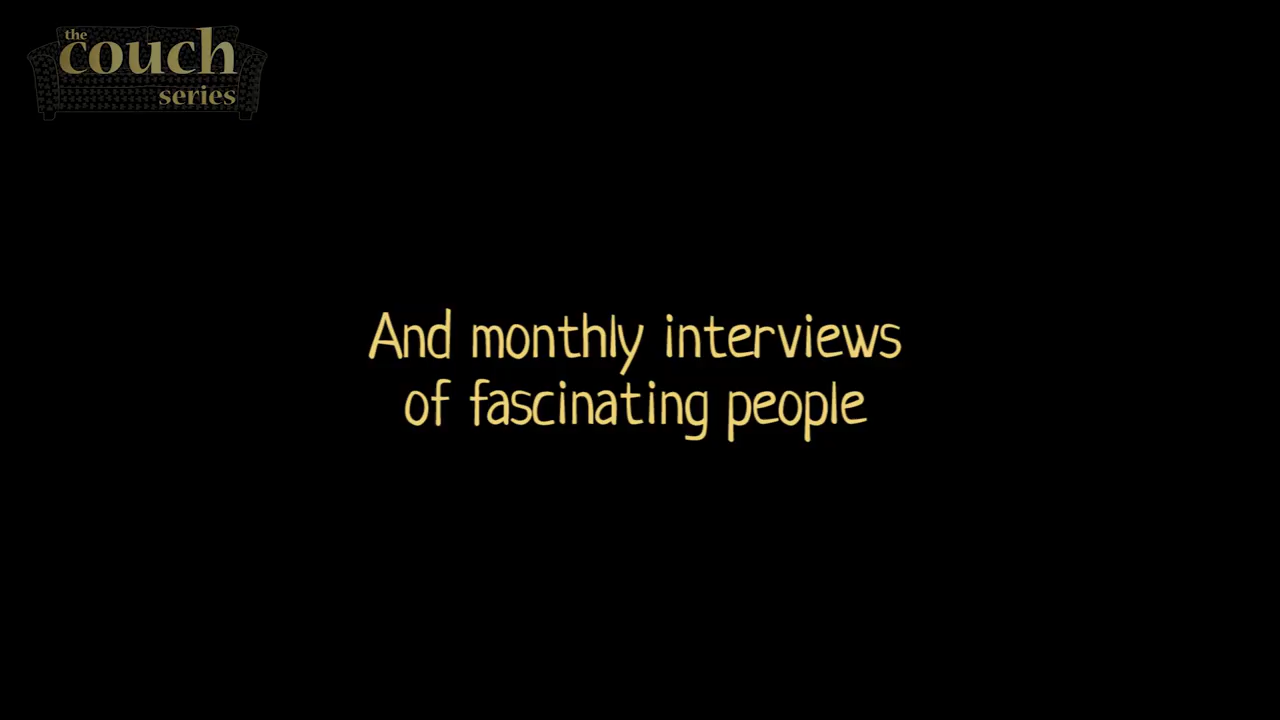 the
couch
series
And monthly interviews
of fascinating people